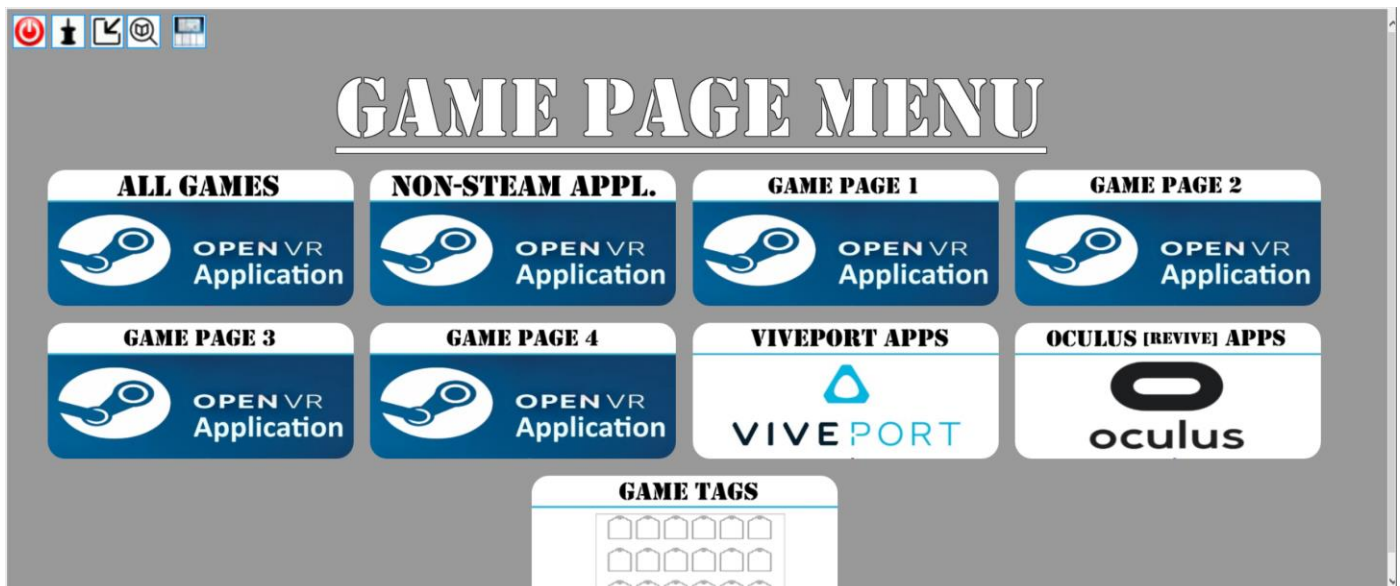 GAME PAGE MENU
ALL GAMES
OPEN VR
Application
NON-STEAM APPL.
OPEN VR
Application
GAME PAGE 1
OPEN VR
Application
GAME PAGE 2
OPEN VR
Application
GAME PAGE 3
OPEN VR
Application
GAME PAGE 4
OPEN VR
Application
VIVEPORT APPS
VIVEPORT
OCULUS [REVIVE] APPS
oculus
GAME TAGS